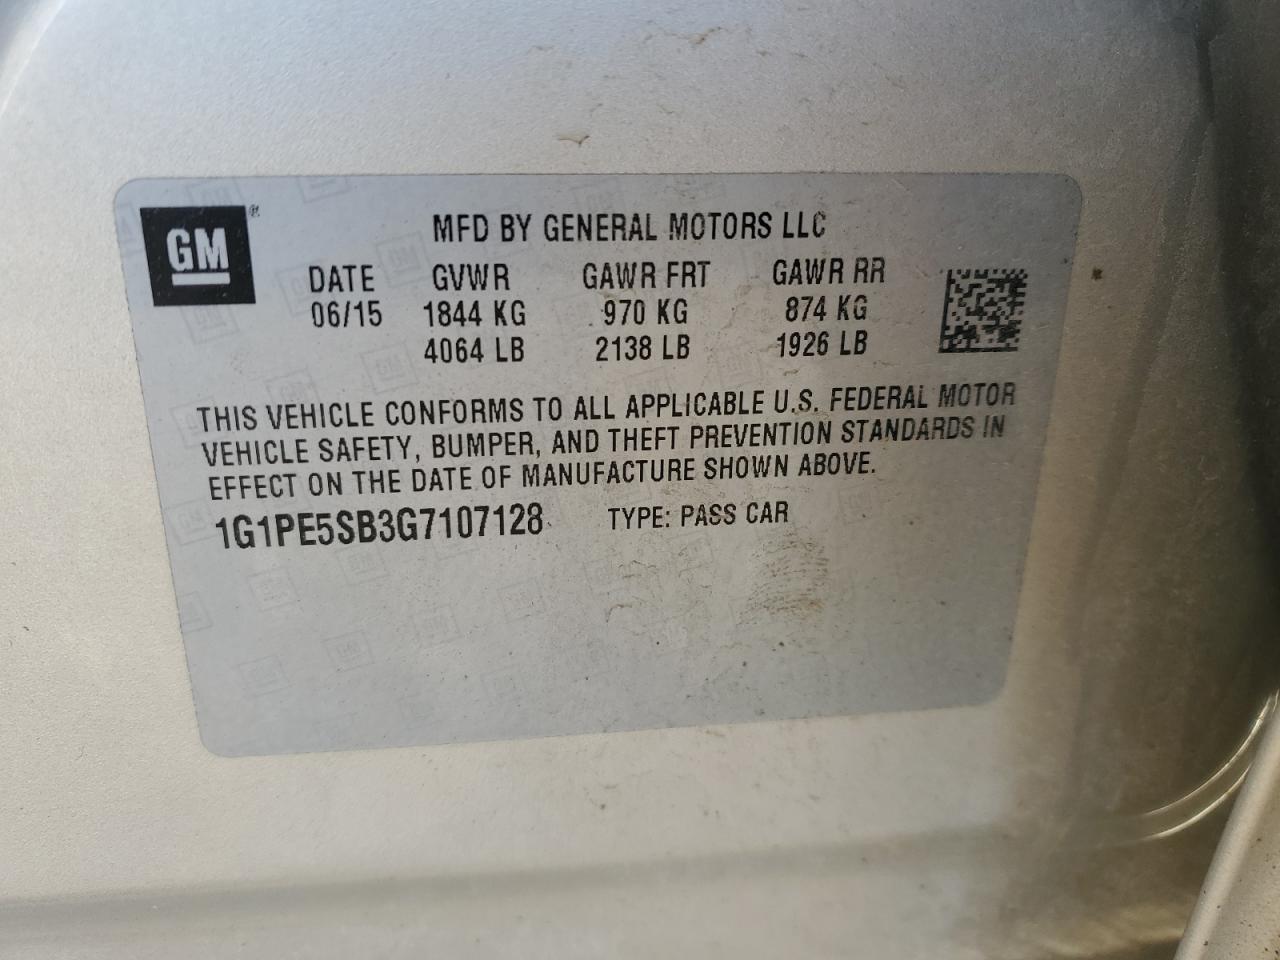 GM®
MFD BY GENERAL MOTORS LLC
DATE GVWR GAWR FRT GAWR RR
06/15 1844 KG 970 KG 874 KG
4064 LB 2138 LB 1926 LB
THIS VEHICLE CONFORMS TO ALL APPLICABLE U.S. FEDERAL MOTOR
VEHICLE SAFETY, BUMPER, AND THEFT PREVENTION STANDARDS IN
EFFECT ON THE DATE OF MANUFACTURE SHOWN ABOVE.
1G1PE5SB3G7107128 TYPE: PASS CAR